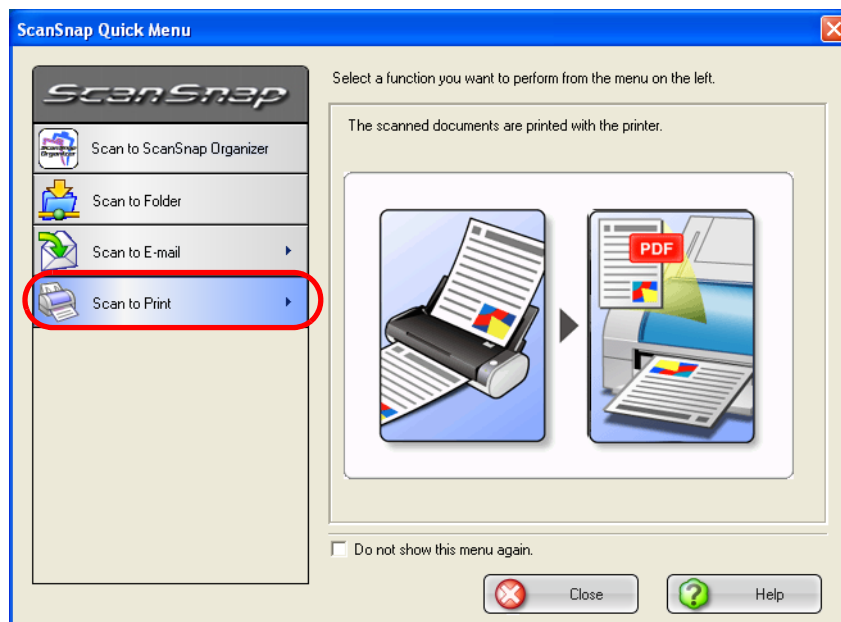 ScanSnap Quick Menu
ScanSnap
Select a function you want to perform from the menu on the left.
The scanned documents are printed with the printer.
Scan to ScanSnap Organizer
Scan to Folder
Scan to E-mail
Scan to Print
PDF
Do not show this menu again.
Close
Help